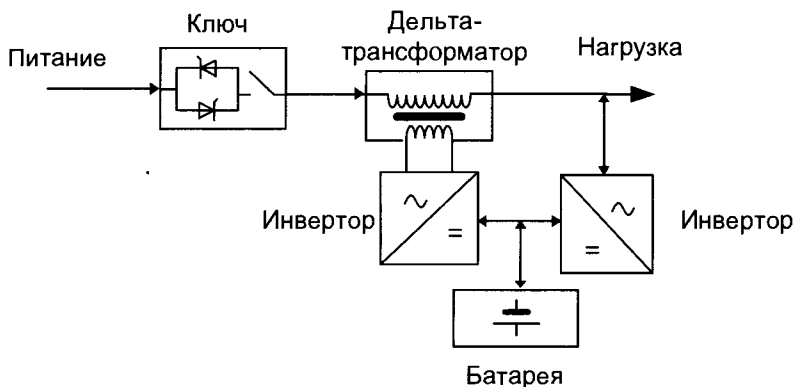 Ключ
Дельта-
трансформатор
Нагрузка
Питание
Инвертор
Инвертор
Батарея